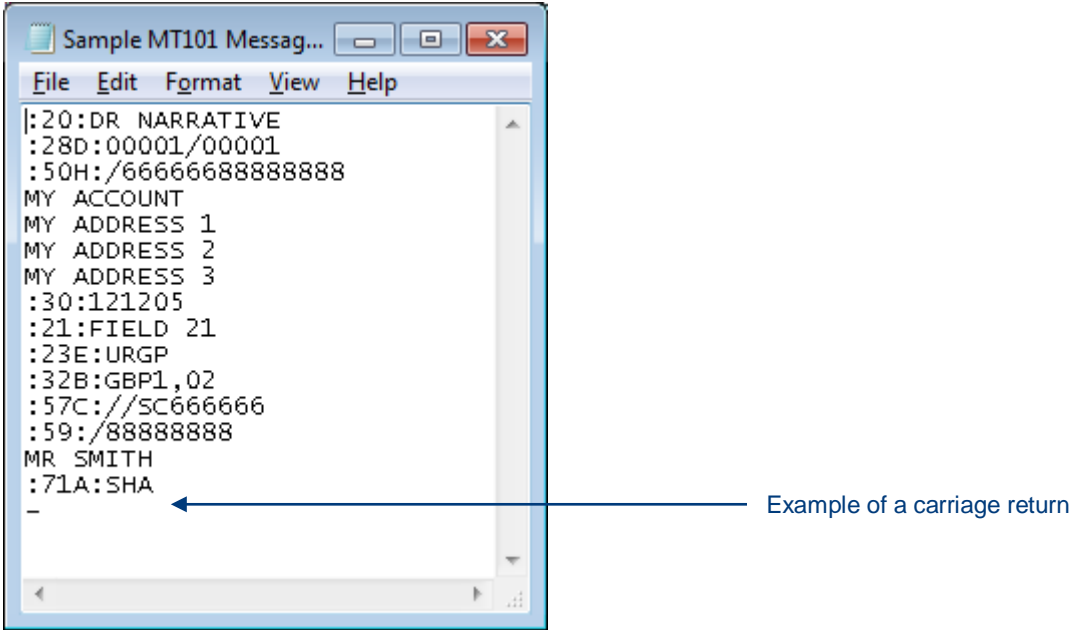 Sample MT101 Messag...
File Edit Format View Help
:20:DR NARRATIVE
:28D:00001/00001
:50H:/66666688888888
MY ACCOUNT
MY ADDRESS 1
MY ADDRESS 2
MY ADDRESS 3
:30:121205
:21:FIELD 21
:23E:URGP
:32B:GBP1,02
:57C://SC666666
:59:/88888888
MR SMITH
:71A:SHA
-
Example of a carriage return